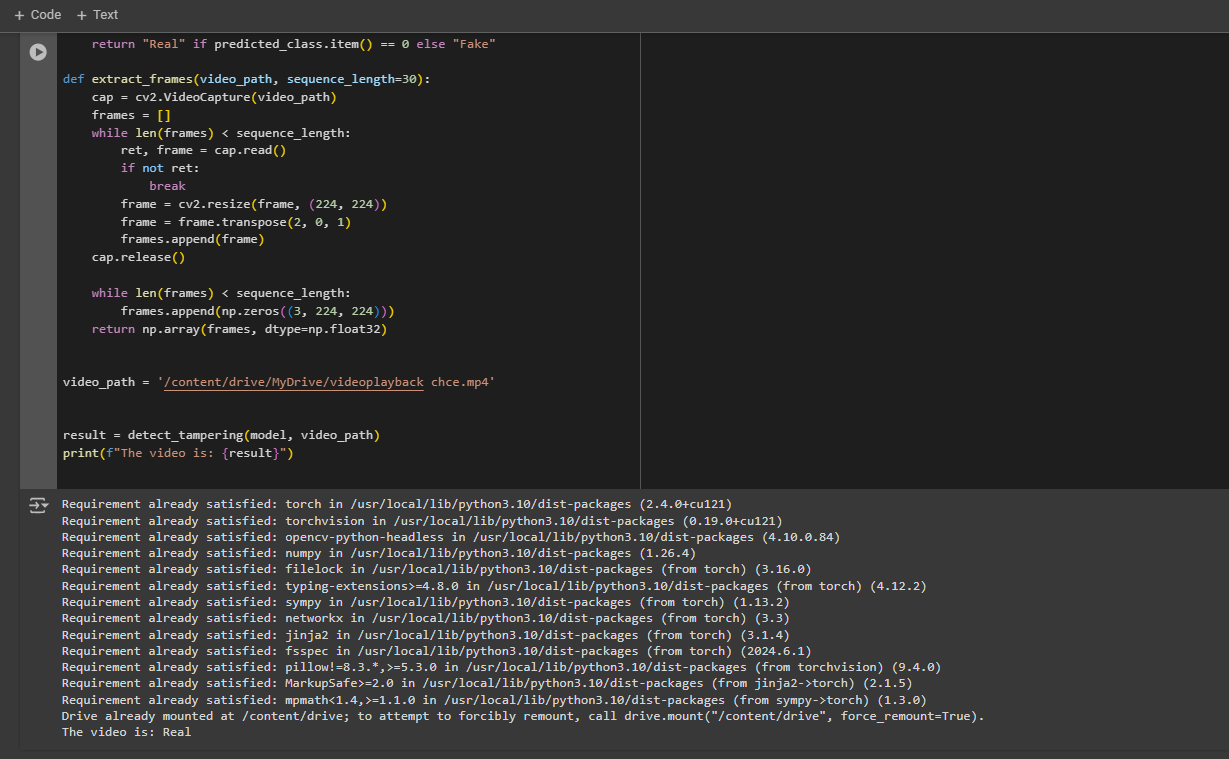 + Code + Text
    return "Real" if predicted_class.item() == 0 else "Fake"
def extract_frames(video_path, sequence_length=30):
    cap = cv2.VideoCapture(video_path)
    frames = []
    while len(frames) < sequence_length:
        ret, frame = cap.read()
        if not ret:
            break
        frame = cv2.resize(frame, (224, 224))
        frame = frame.transpose(2, 0, 1)
        frames.append(frame)
    cap.release()
    while len(frames) < sequence_length:
        frames.append(np.zeros((3, 224, 224)))
    return np.array(frames, dtype=np.float32)
video_path = '/content/drive/MyDrive/videoplayback chce.mp4'
result = detect_tampering(model, video_path)
print(f"The video is: {result}")
Requirement already satisfied: torch in /usr/local/lib/python3.10/dist-packages (2.4.0+cu121)
Requirement already satisfied: torchvision in /usr/local/lib/python3.10/dist-packages (0.19.0+cu121)
Requirement already satisfied: opencv-python-headless in /usr/local/lib/python3.10/dist-packages (4.10.0.84)
Requirement already satisfied: numpy in /usr/local/lib/python3.10/dist-packages (1.26.4)
Requirement already satisfied: filelock in /usr/local/lib/python3.10/dist-packages (from torch) (3.16.0)
Requirement already satisfied: typing-extensions>=4.8.0 in /usr/local/lib/python3.10/dist-packages (from torch) (4.12.2)
Requirement already satisfied: sympy in /usr/local/lib/python3.10/dist-packages (from torch) (1.13.2)
Requirement already satisfied: networkx in /usr/local/lib/python3.10/dist-packages (from torch) (3.3)
Requirement already satisfied: jinja2 in /usr/local/lib/python3.10/dist-packages (from torch) (3.1.4)
Requirement already satisfied: fsspec in /usr/local/lib/python3.10/dist-packages (from torch) (2024.6.1)
Requirement already satisfied: pillow!=8.3.*,>=5.3.0 in /usr/local/lib/python3.10/dist-packages (from torchvision) (9.4.0)
Requirement already satisfied: MarkupSafe>=2.0 in /usr/local/lib/python3.10/dist-packages (from jinja2->torch) (2.1.5)
Requirement already satisfied: mpmath<1.4,>=1.1.0 in /usr/local/lib/python3.10/dist-packages (from sympy->torch) (1.3.0)
Drive already mounted at /content/drive; to attempt to forcibly remount, call drive.mount("/content/drive", force_remount=True).
The video is: Real